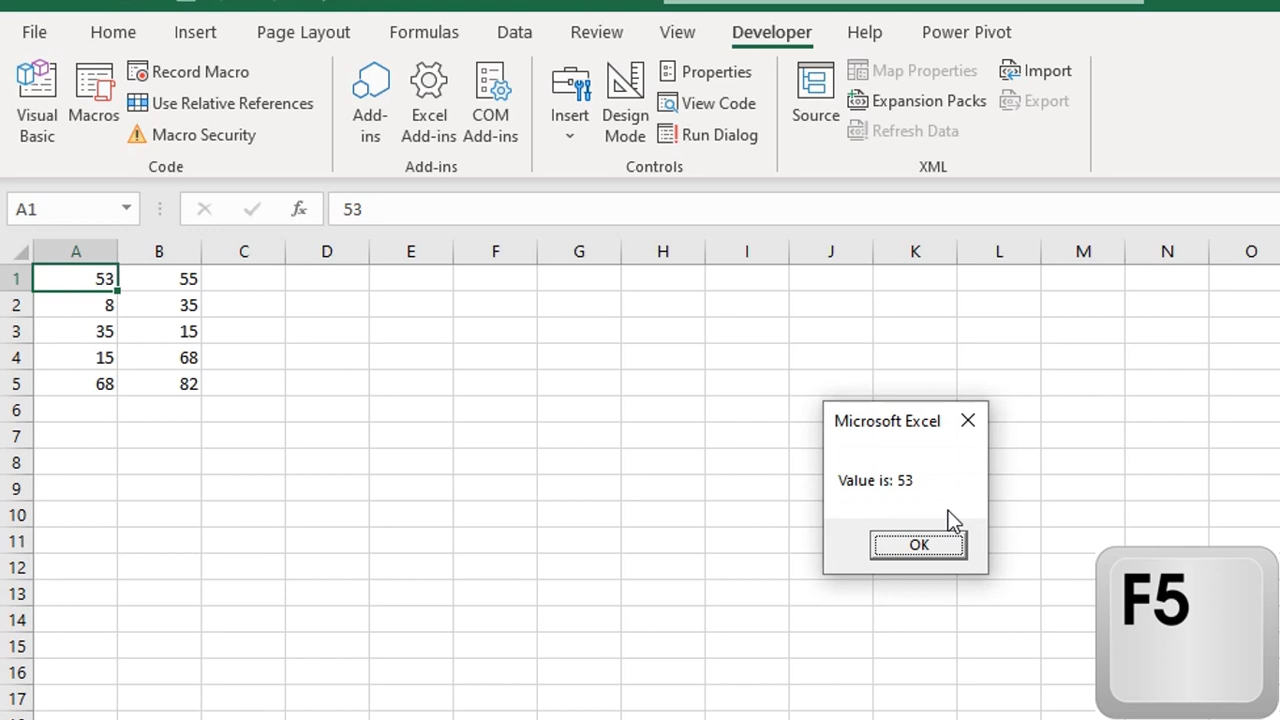 File Home Insert Page Layout Formulas Data Review View Developer Help Power Pivot
Visual Basic
Macros
Record Macro
Use Relative References
Macro Security
Code
Add-ins
Excel Add-ins
COM Add-ins
Add-ins
Insert
Design Mode
Properties
View Code
Run Dialog
Controls
Source
Map Properties
Expansion Packs
Refresh Data
Import
Export
XML
A1 fx 53
A B C D E F G H I J K L M N O
1 53 55
2 8 35
3 35 15
4 15 68
5 68 82
6
7
8
9
10
11
12
13
14
15
16
17
Microsoft Excel
Value is: 53
OK
F5